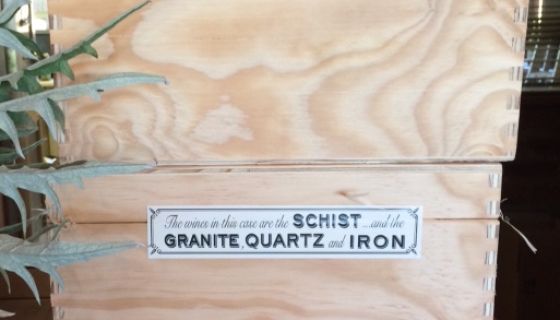 The wines in this case are the SCHIST ....and the
GRANITE, QUARTZ and IRON